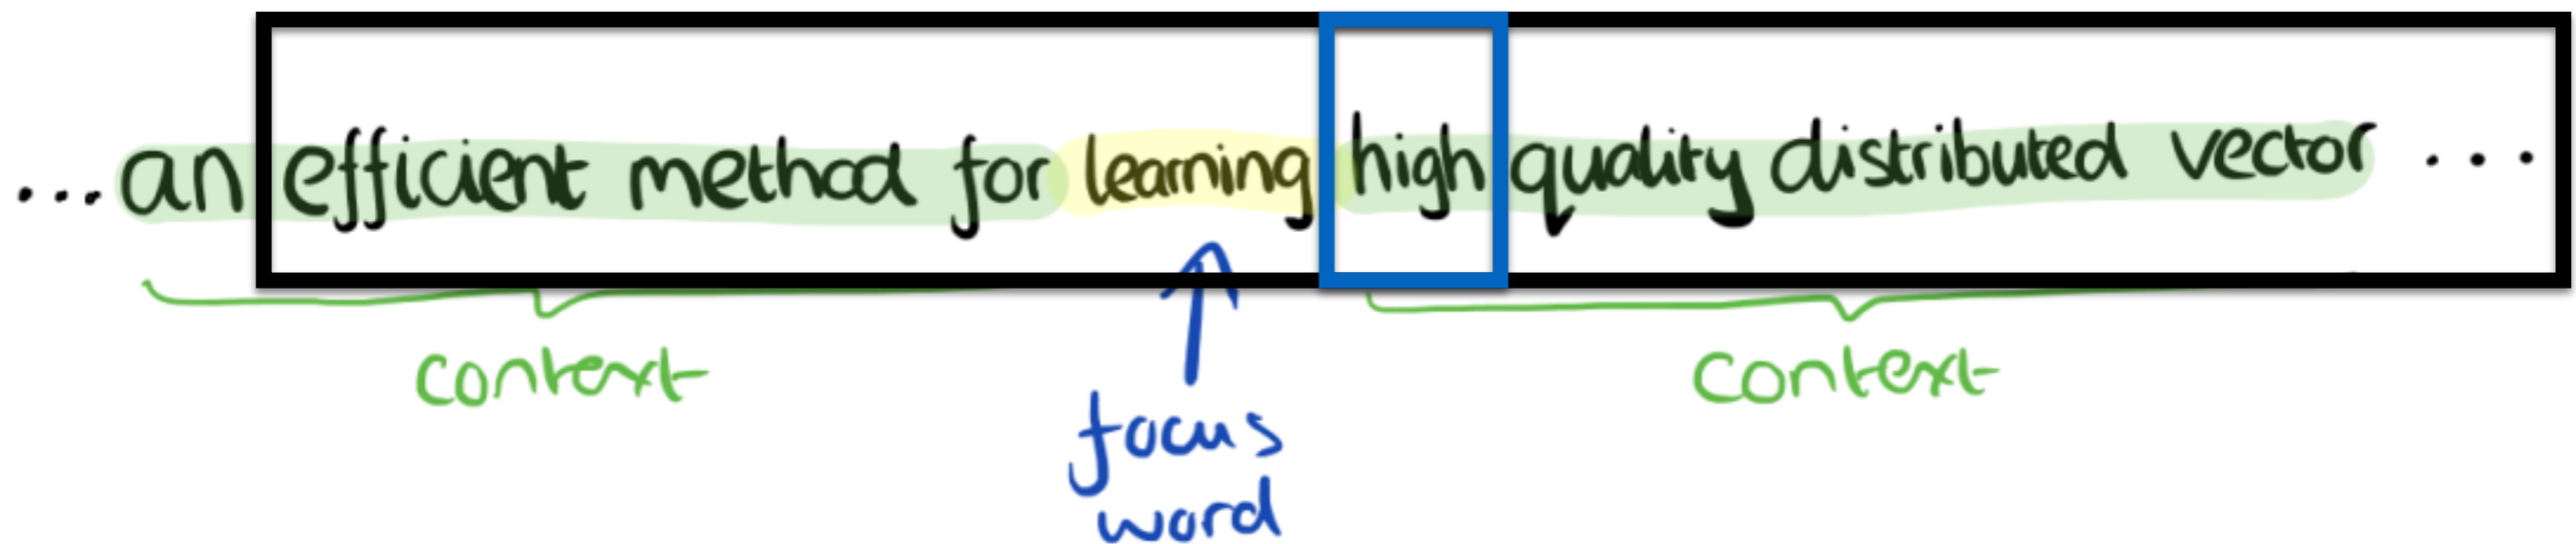 ...an efficient method for learning high quality distributed vector ...
context
context
focus
word